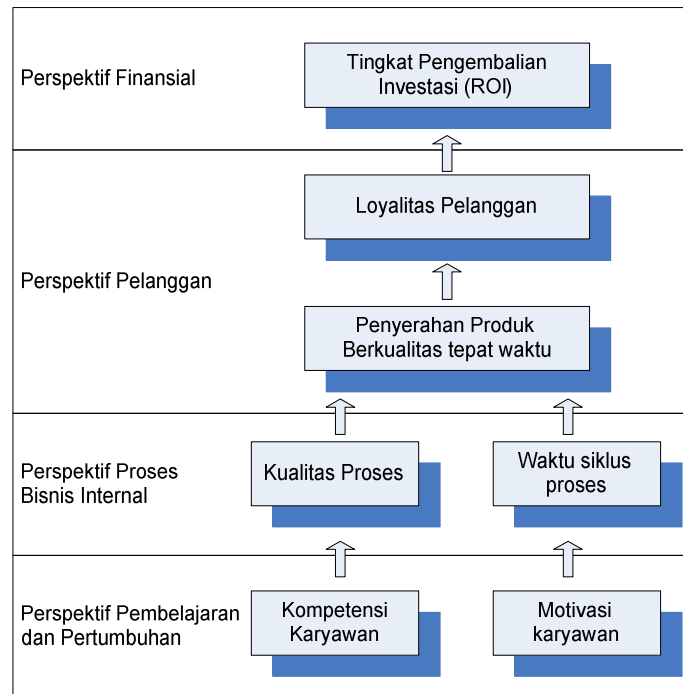 Perspektif Finansial
Tingkat Pengembalian
Investasi (ROI)
Perspektif Pelanggan
Loyalitas Pelanggan
Penyerahan Produk
Berkualitas tepat waktu
Perspektif Proses
Bisnis Internal
Kualitas Proses
Waktu siklus
proses
Perspektif Pembelajaran
dan Pertumbuhan
Kompetensi
Karyawan
Motivasi
karyawan